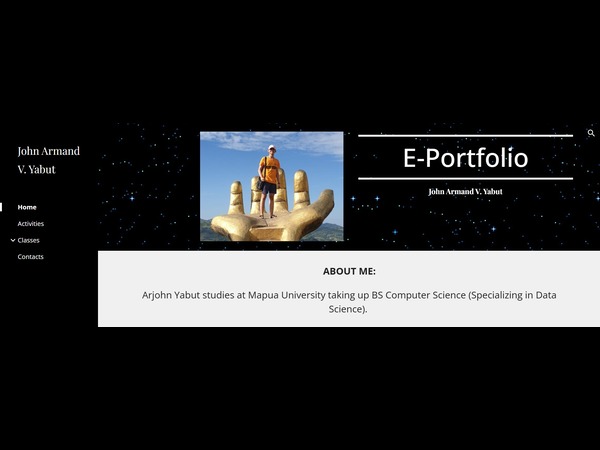 John Armand
V. Yabut
Home
Activities
Classes
Contacts
E-Portfolio
John Armand V. Yabut
ABOUT ME:
Arjohn Yabut studies at Mapua University taking up BS Computer Science (Specializing in Data
Science).